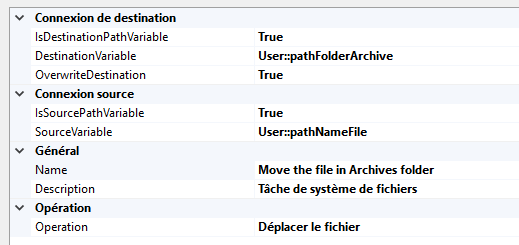 Connexion de destination
IsDestinationPathVariable True
DestinationVariable User::pathFolderArchive
OverwriteDestination True
Connexion source
IsSourcePathVariable True
SourceVariable User::pathNameFile
Général
Name Move the file in Archives folder
Description Tâche de système de fichiers
Opération
Operation Déplacer le fichier